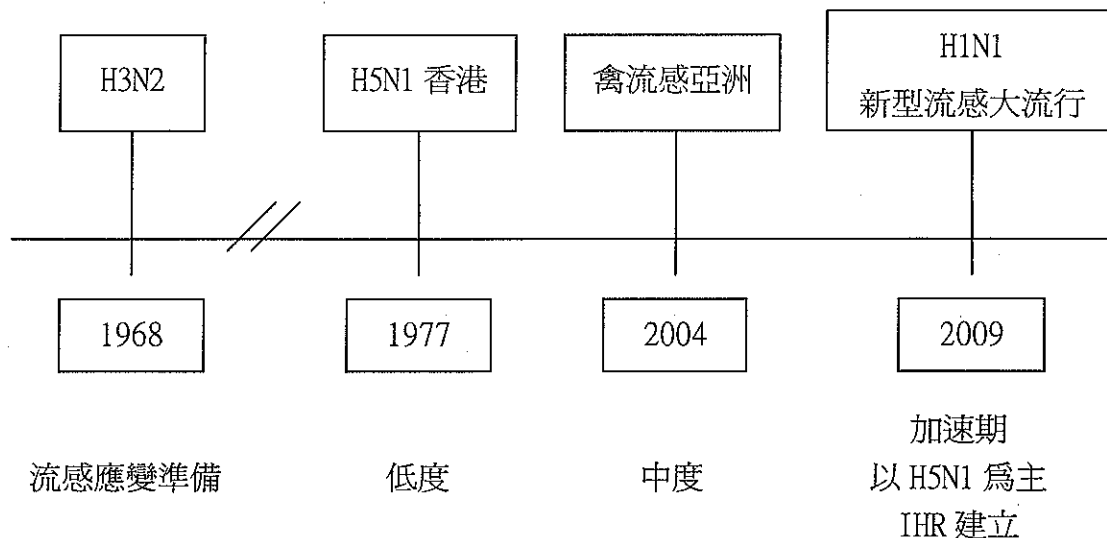 H3N2
H5N1 香港
禽流感亞洲
H1N1
新型流感大流行
1968
1977
2004
2009
流感應變準備
低度
中度
加速期
以 H5N1 爲主
IHR 建立